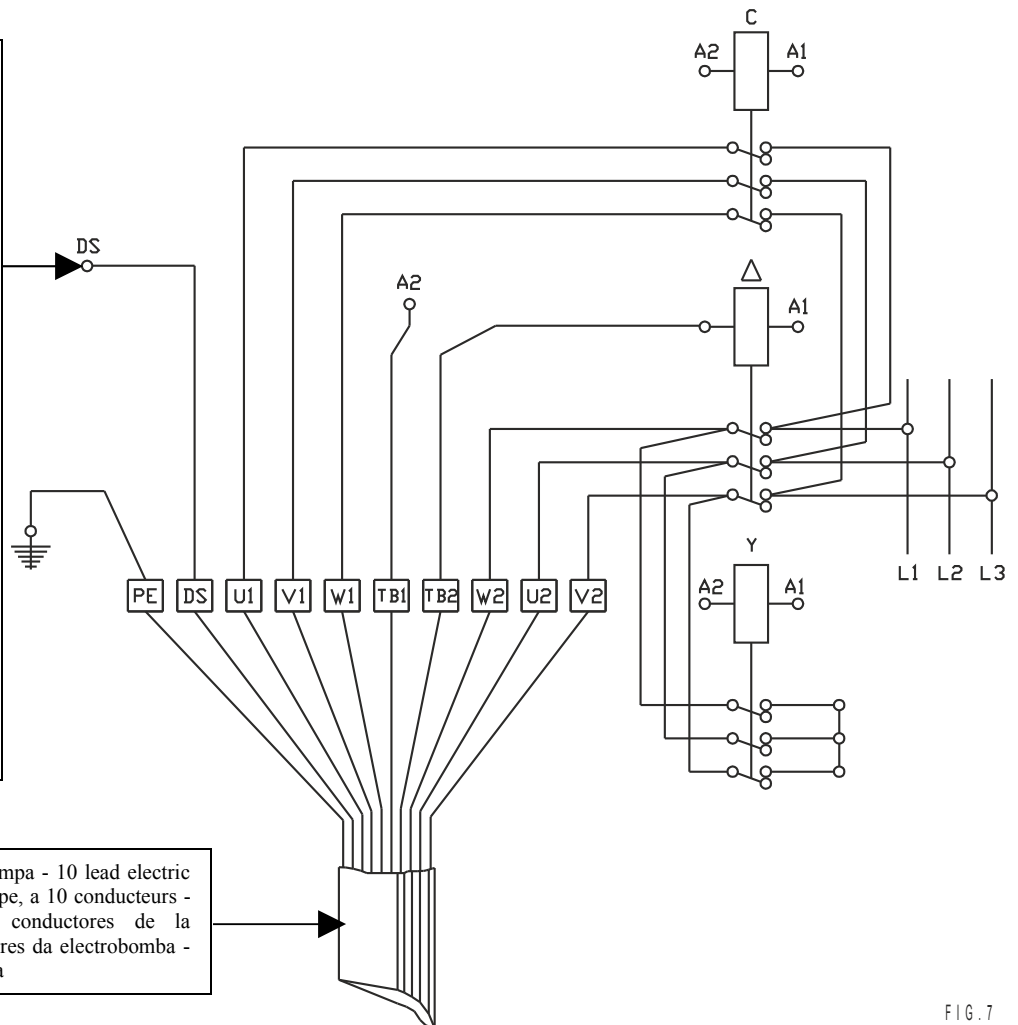 C
A2 A1
DS
A2
△
A1
L1 L2 L3
Y
A2 A1
PE DS U1 V1 W1 TB1 TB2 W2 U2 V2
mpa - 10 lead electric
pe, a 10 conducteurs -
conductores de la
res da electrobomba -
a
FIG.7